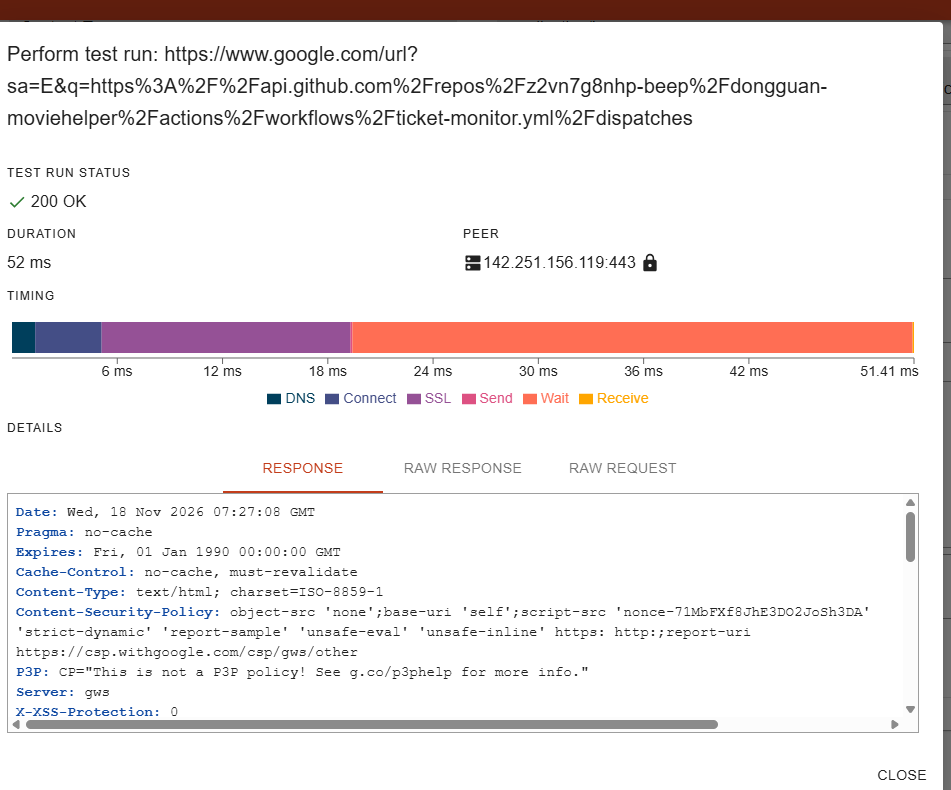 Perform test run: https://www.google.com/url?
sa=E&q=https%3A%2F%2Fapi.github.com%2Frepos%2Fz2vn7g8nhp-beep%2Fdongguan-
moviehelper%2Factions%2Fworkflows%2Fticket-monitor.yml%2Fdispatches
TEST RUN STATUS
200 OK
DURATION
PEER
52 ms
142.251.156.119:443
TIMING
6 ms 12 ms 18 ms 24 ms 30 ms 36 ms 42 ms 51.41 ms
DNS Connect SSL Send Wait Receive
DETAILS
RESPONSE RAW RESPONSE RAW REQUEST
Date: Wed, 18 Nov 2026 07:27:08 GMT
Pragma: no-cache
Expires: Fri, 01 Jan 1990 00:00:00 GMT
Cache-Control: no-cache, must-revalidate
Content-Type: text/html; charset=ISO-8859-1
Content-Security-Policy: object-src 'none';base-uri 'self';script-src 'nonce-71MbFXf8JhE3DO2JoSh3DA'
'strict-dynamic' 'report-sample' 'unsafe-eval' 'unsafe-inline' https: http:;report-uri
https://csp.withgoogle.com/csp/gws/other
P3P: CP="This is not a P3P policy! See g.co/p3phelp for more info."
Server: gws
X-XSS-Protection: 0
CLOSE